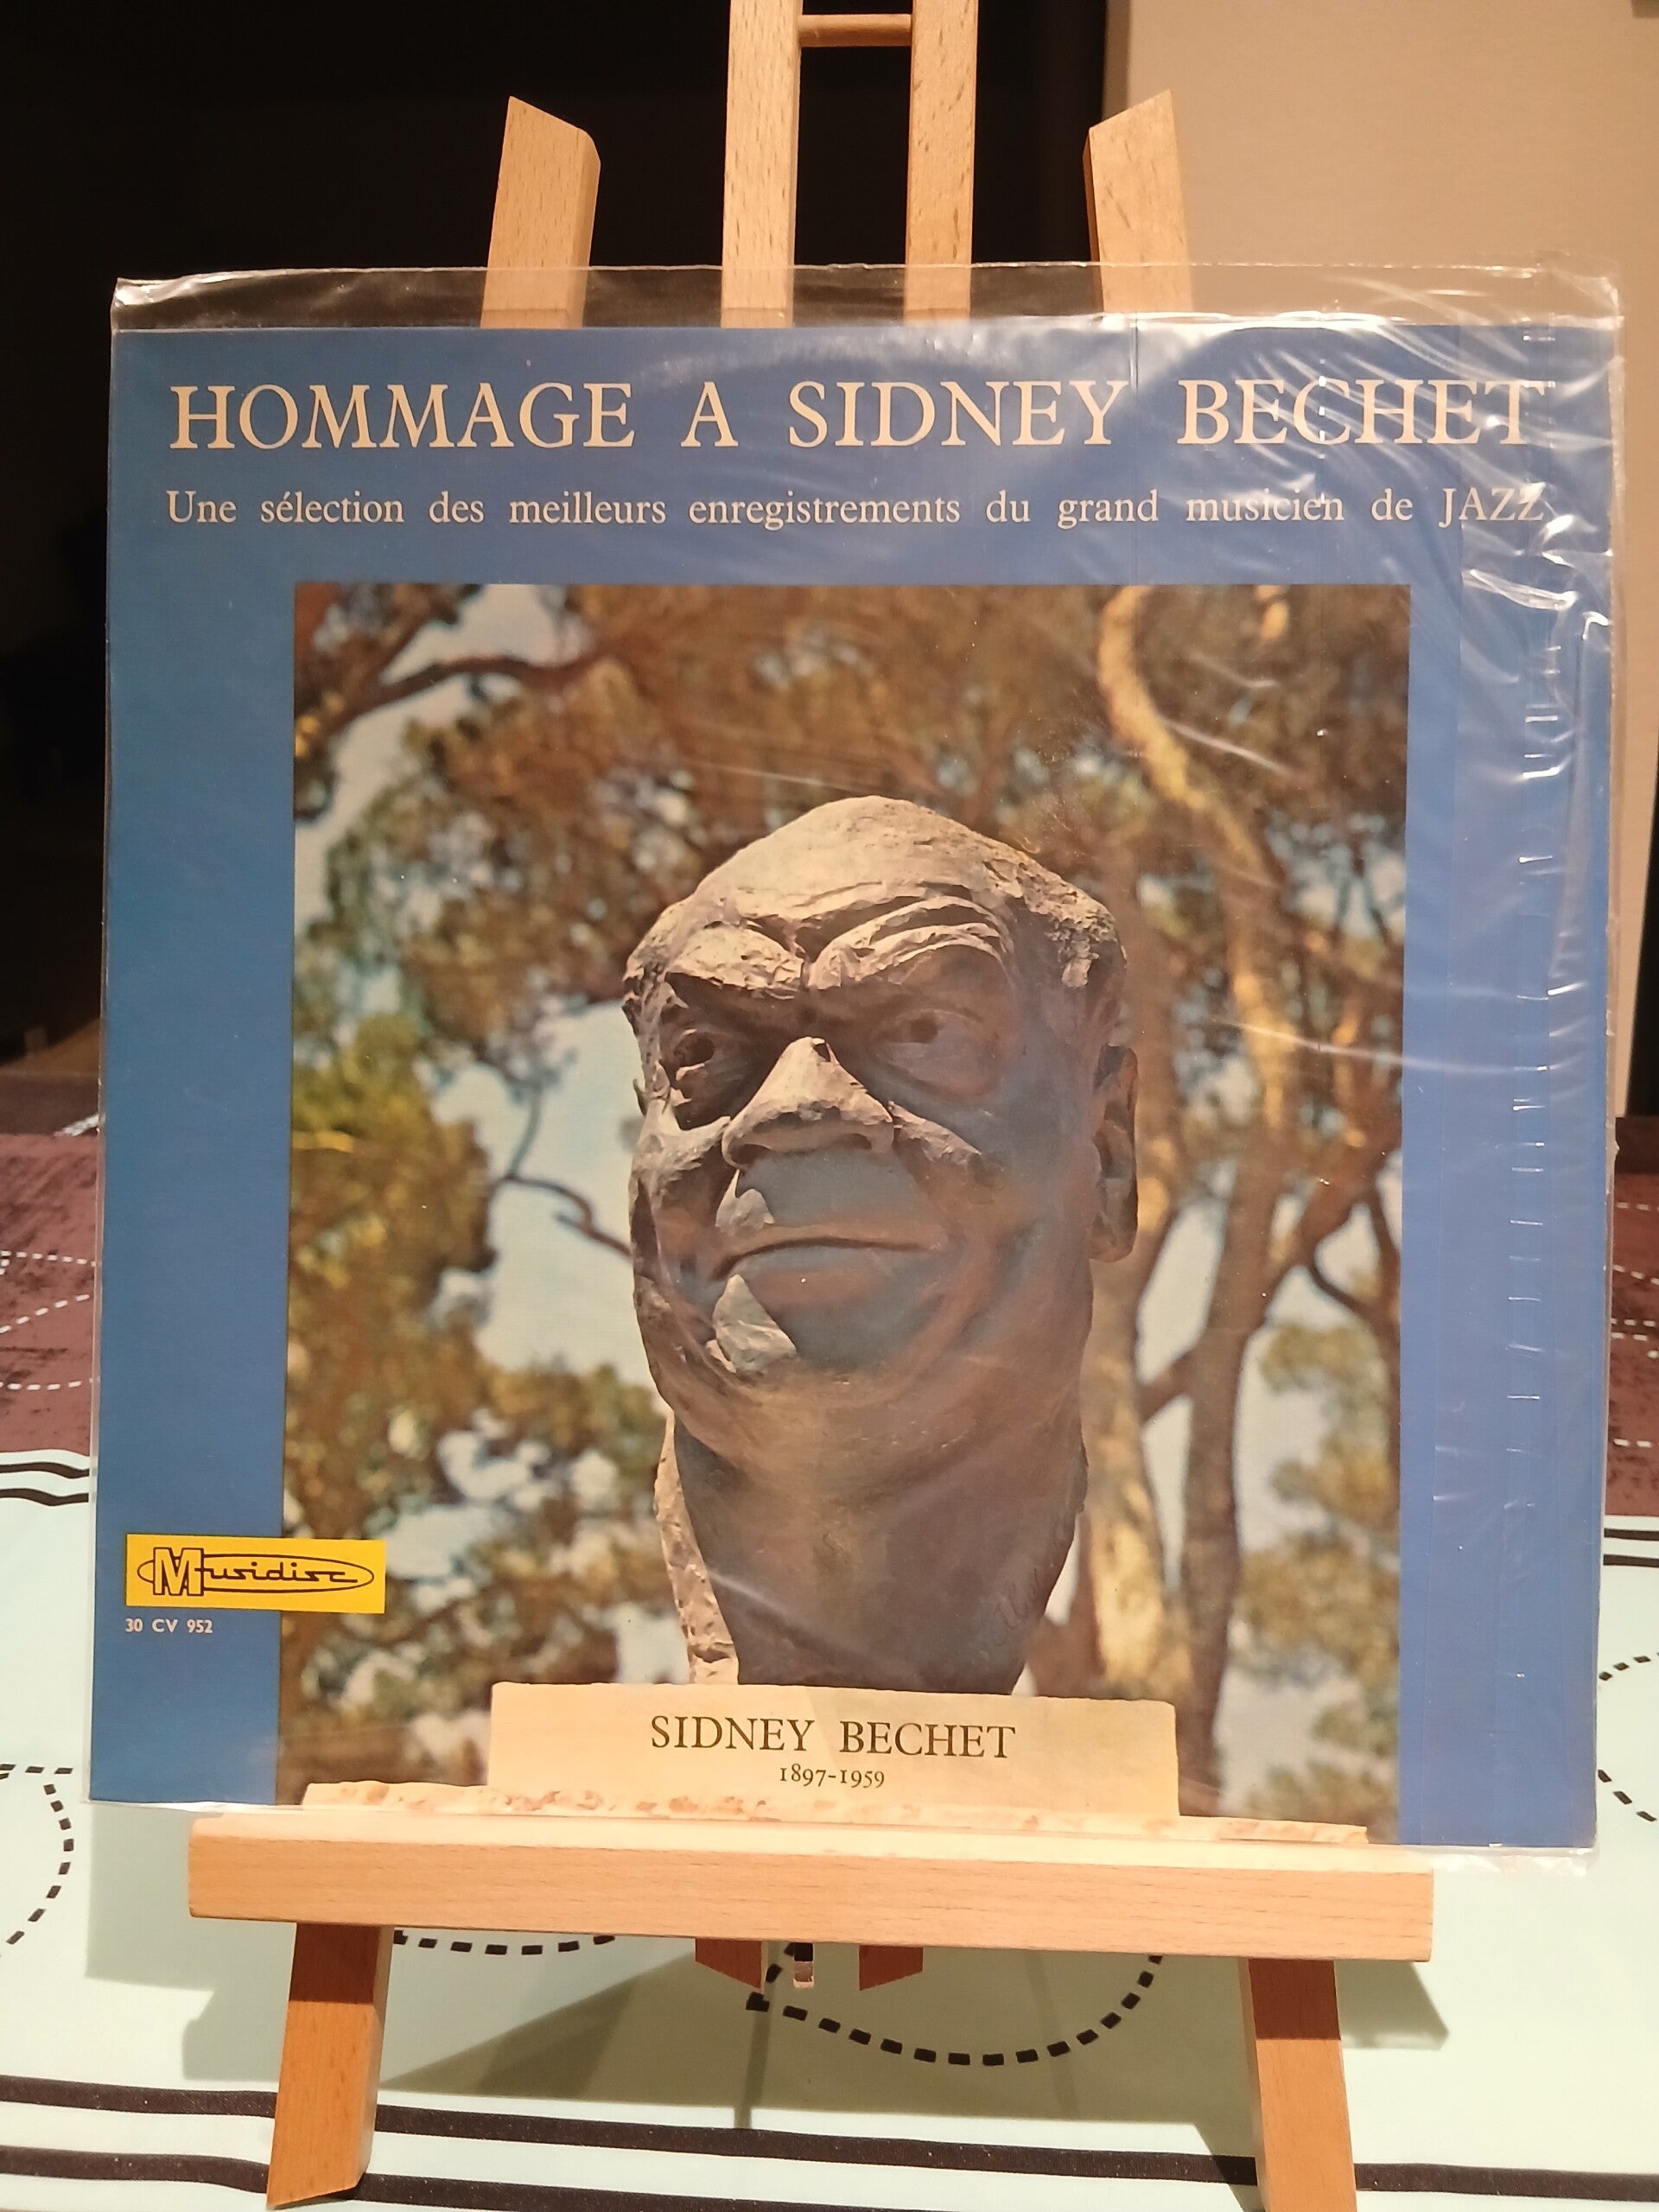 HOMMAGE A SIDNEY BECHET
Une sélection des meilleurs enregistrements du grand musicien de JAZZ
Musidisc
30 CV 952
SIDNEY BECHET
1897-1959